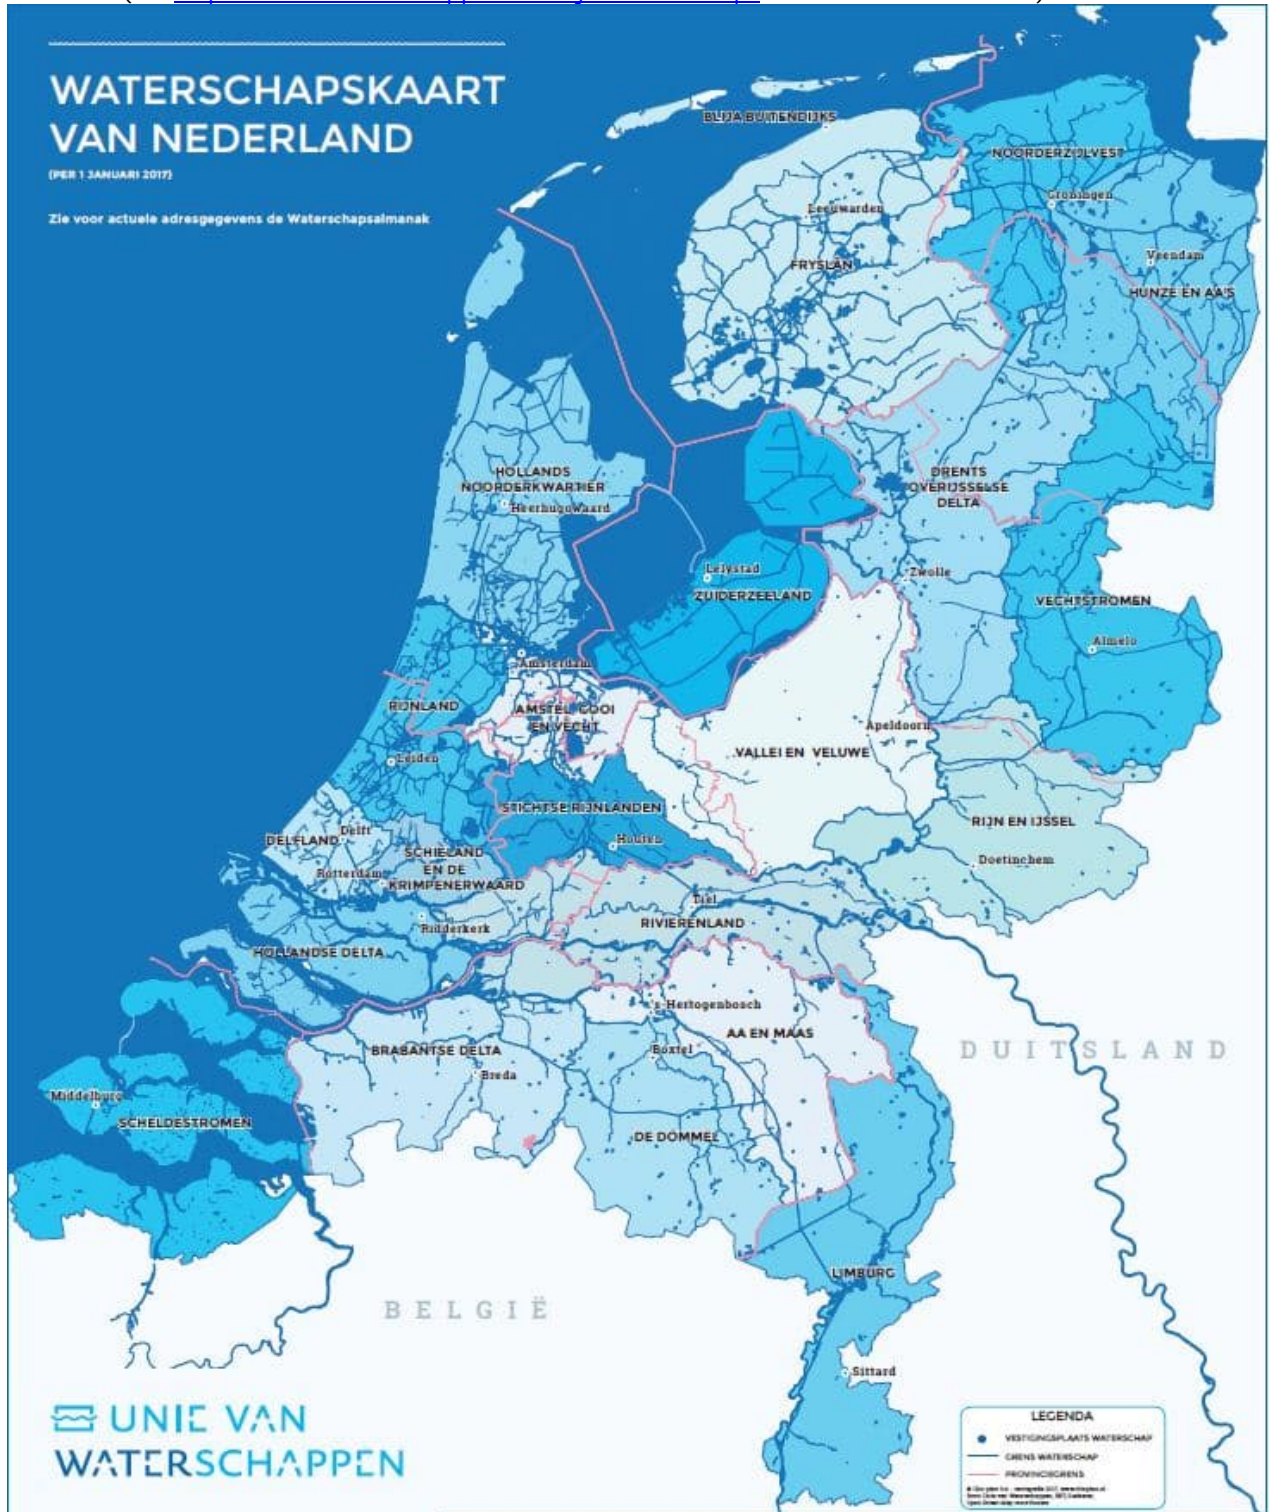 WATERSCHAPSKAART
VAN NEDERLAND
(PER 1 JANUARI 2017)
Zie voor actuele adresgegevens de Waterschapsalmanak
BLIJA BUITENDIJKS
NOORDERZIJLVEST
Groningen
Leeuwarden
Veendam
FRYSLÂN
HUNZE EN AA'S
HOLLANDS
NOORDERKWARTIER
Heerhugowaard
DRENTS
OVERIJSSELSE
DELTA
Lelystad
ZUIDERZEELAND
Zwolle
VECHTSTROMEN
Almelo
Amsterdam
RIJNLAND
AMSTEL, GOOI
EN VECHT
Apeldoorn
VALLEI EN VELUWE
Leiden
STICHTSE RIJNLANDEN
RIJN EN IJSSEL
DELFLAND
Delft
Houten
SCHIELAND
EN DE
KRIMPENERWAARD
Doetinchem
Rotterdam
Tiel
Ridderkerk
RIVIERENLAND
HOLLANDSE DELTA
's-Hertogenbosch
AA EN MAAS
BRABANTSE DELTA
Boxtel
DUITSLAND
Breda
Middelburg
SCHELDESTROMEN
DE DOMMEL
LIMBURG
BELGIË
Sittard
UNIE VAN
WATERSCHAPPEN
LEGENDA
VESTIGINGSPLAATS WATERSCHAP
GRENS WATERSCHAP
PROVINCIEGRENS